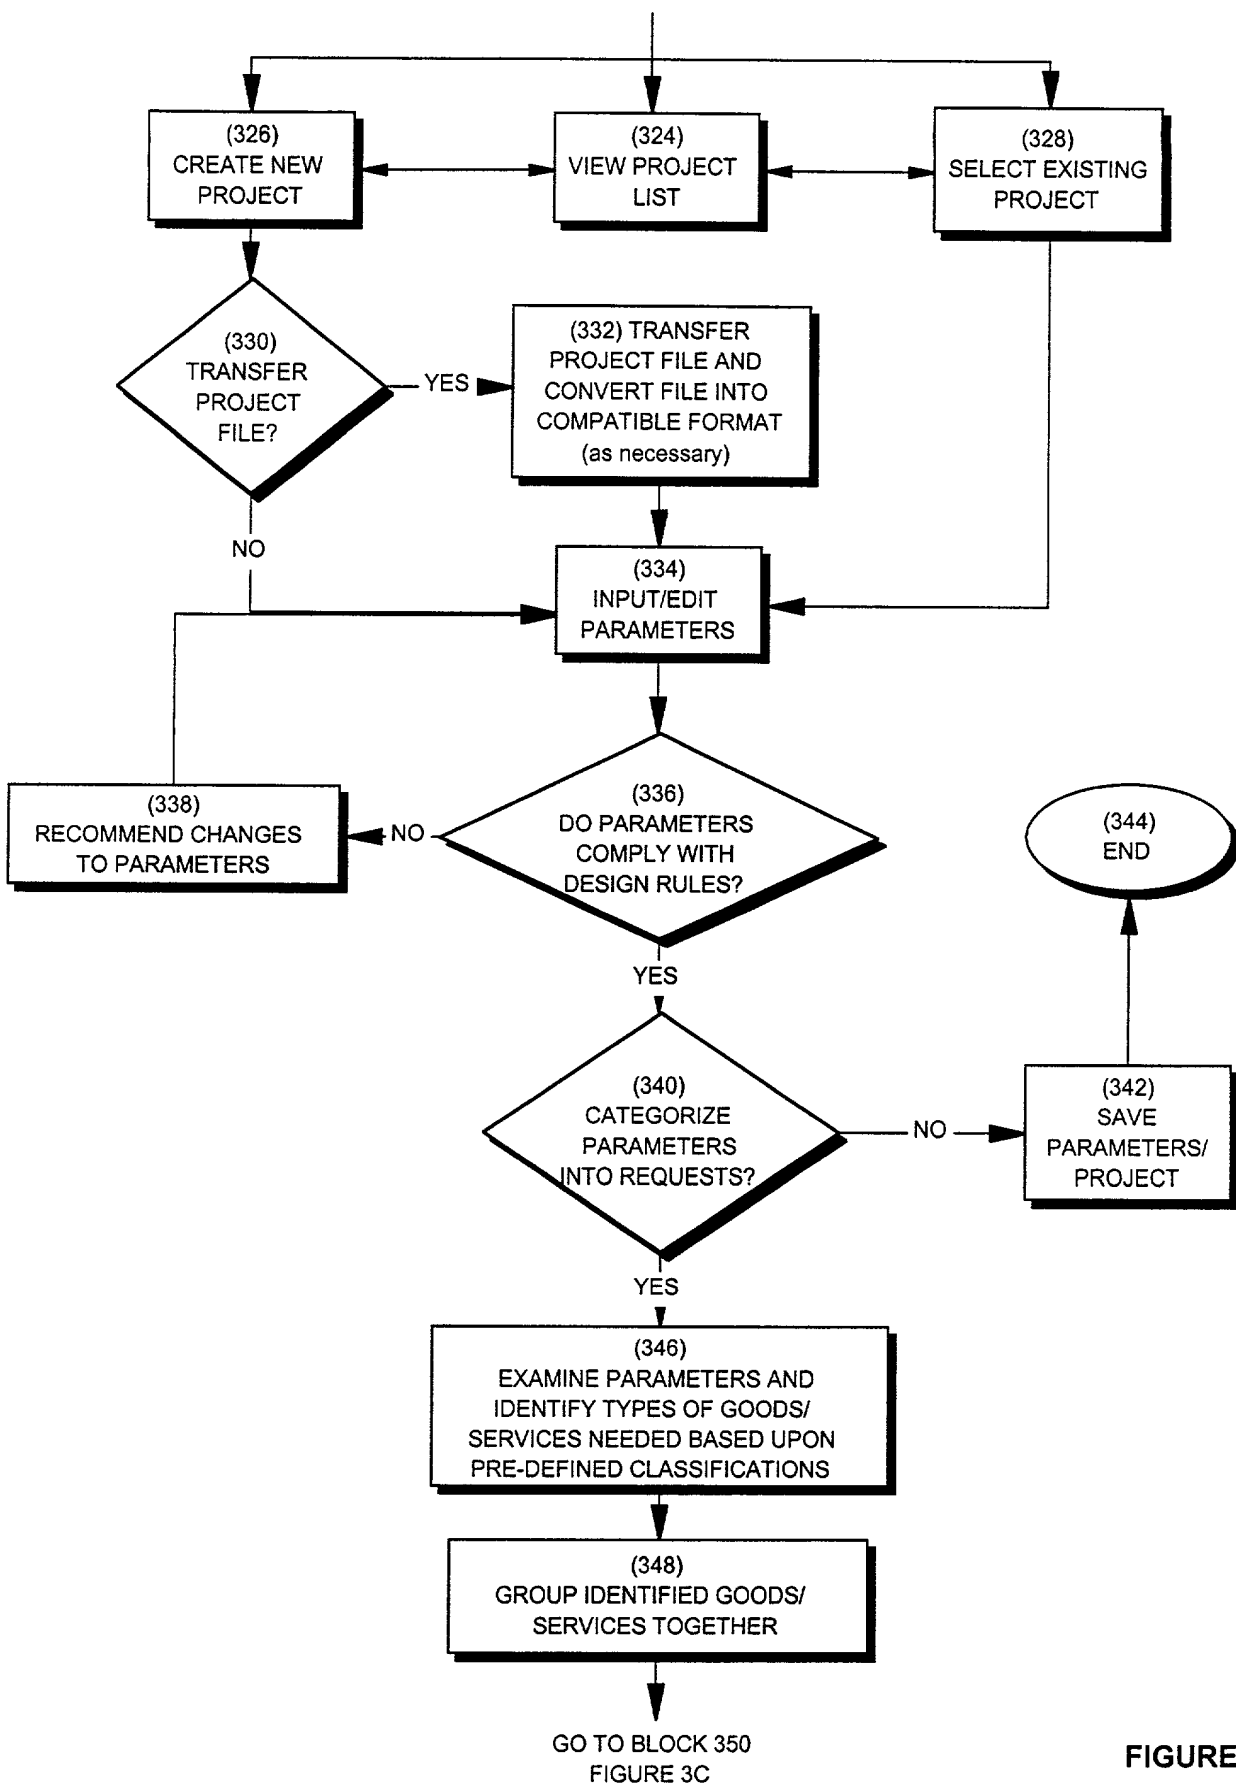 (326)
CREATE NEW
PROJECT
(324)
VIEW PROJECT
LIST
(328)
SELECT EXISTING
PROJECT
(330)
TRANSFER
PROJECT
FILE?
YES
(332) TRANSFER
PROJECT FILE AND
CONVERT FILE INTO
COMPATIBLE FORMAT
(as necessary)
NO
(334)
INPUT/EDIT
PARAMETERS
(336)
DO PARAMETERS
COMPLY WITH
DESIGN RULES?
NO
(338)
RECOMMEND CHANGES
TO PARAMETERS
YES
(340)
CATEGORIZE
PARAMETERS
INTO REQUESTS?
NO
(342)
SAVE
PARAMETERS/
PROJECT
(344)
END
YES
(346)
EXAMINE PARAMETERS AND
IDENTIFY TYPES OF GOODS/
SERVICES NEEDED BASED UPON
PRE-DEFINED CLASSIFICATIONS
(348)
GROUP IDENTIFIED GOODS/
SERVICES TOGETHER
GO TO BLOCK 350
FIGURE 3C
FIGURE